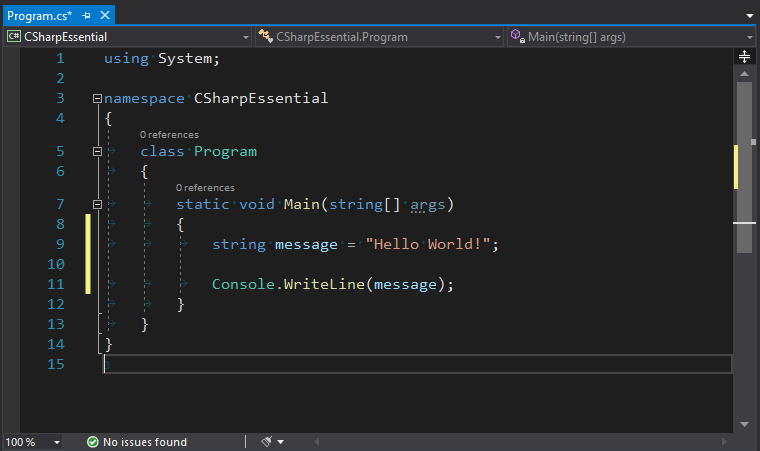 Program.cs*
C# CSharpEssential CSharpEssential.Program Main(string[] args)
1 using System;
2
3 namespace CSharpEssential
4 {
0 references
5 class Program
6 {
0 references
7 static void Main(string[] args)
8 {
9 string message = "Hello World!";
10
11 Console.WriteLine(message);
12 }
13 }
14 }
15
100 % No issues found